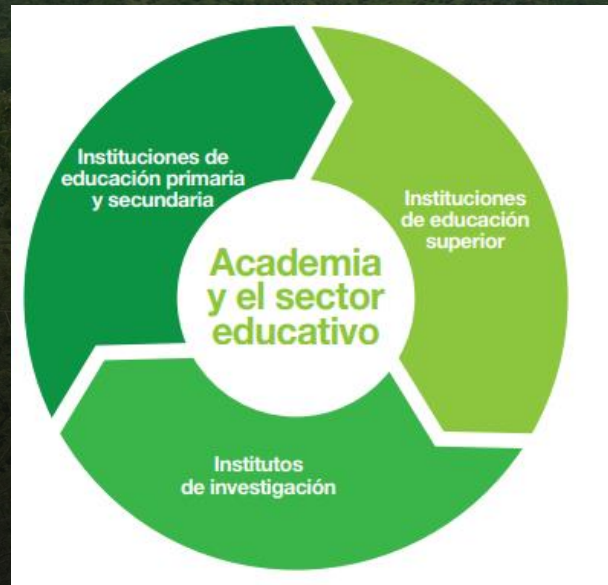 Instituciones de
educación primaria
y secundaria
Instituciones
de educación
superior
Academia
y el sector
educativo
Institutos
de investigación